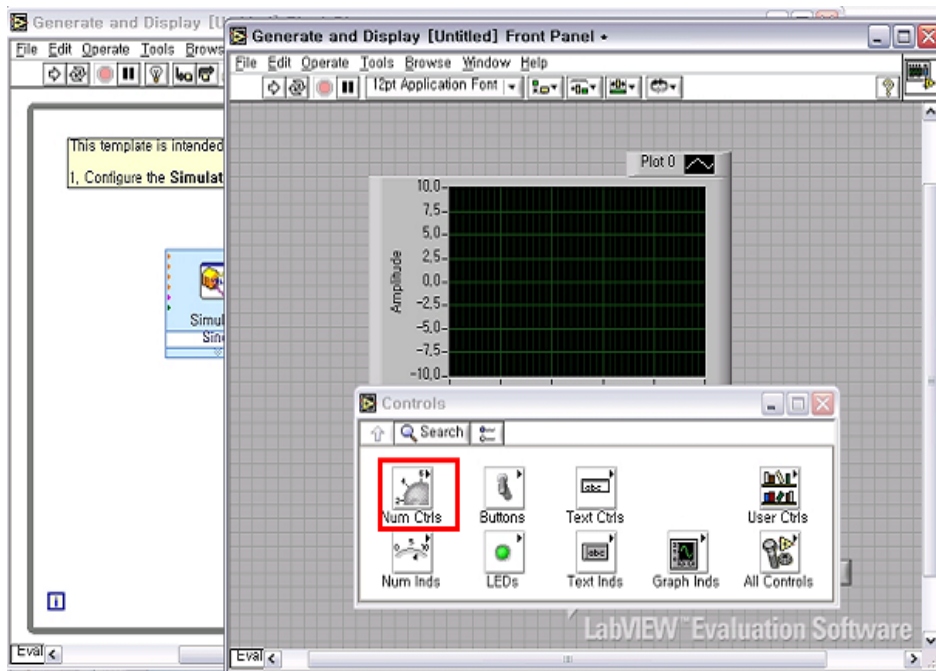 Generate and Display [U
File Edit Operate Tools Brows
This template is intended
1. Configure the Simulat
Simul
Sin
i
Eval
Generate and Display [Untitled] Front Panel *
File Edit Operate Tools Browse Window Help
12pt Application Font
Plot 0
10,0
7,5
5,0
2,5
0,0
-2,5
-5,0
-7,5
-10,0
Amplitude
Controls
Search
Num Ctrls Buttons Text Ctrls User Ctrls
Num Inds LEDs Text Inds Graph Inds All Controls
LabVIEW™ Evaluation Software
Eval